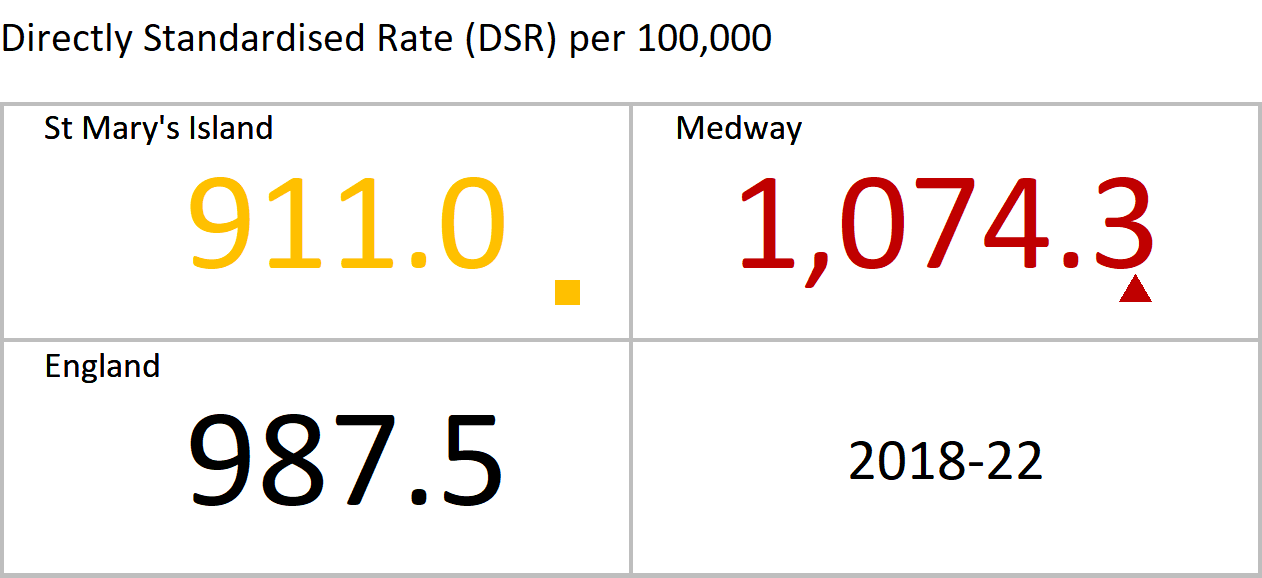 Directly Standardised Rate (DSR) per 100,000
St Mary's Island
911.0
Medway
1,074.3
England
987.5
2018-22